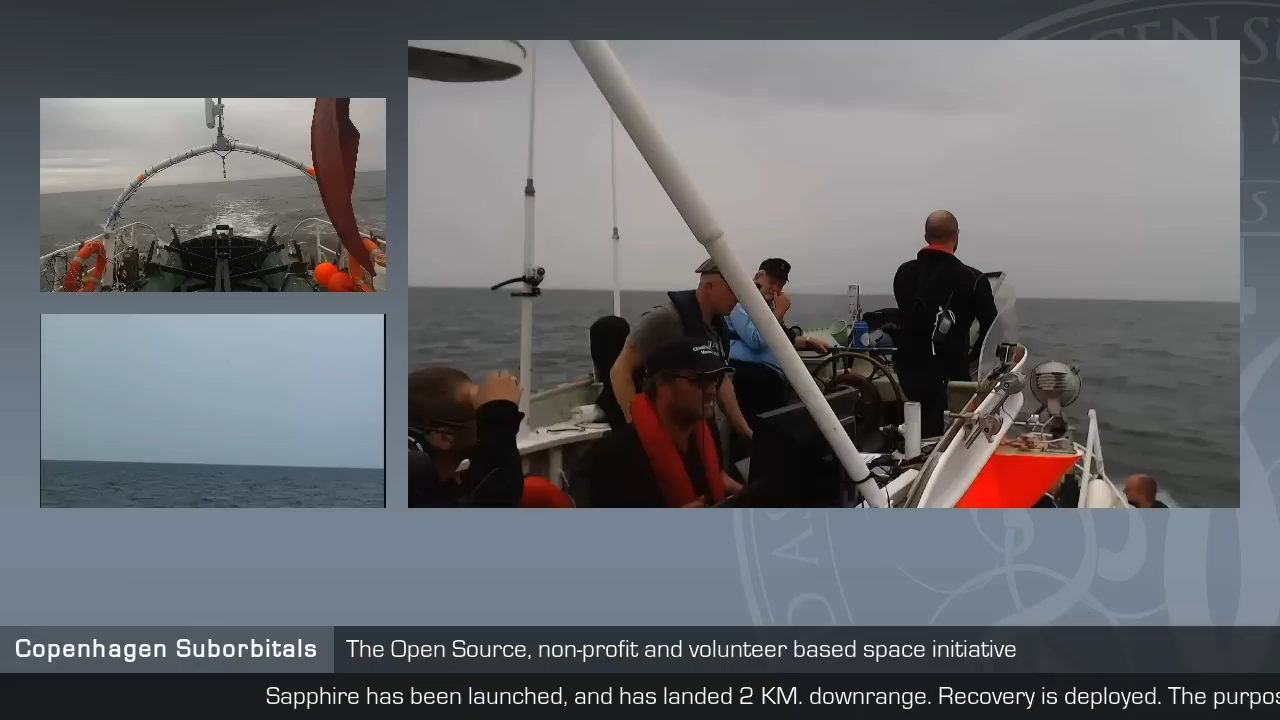 Copenhagen Suborbitals
The Open Source, non-profit and volunteer based space initiative
Sapphire has been launched, and has landed 2 KM. downrange. Recovery is deployed. The purpos